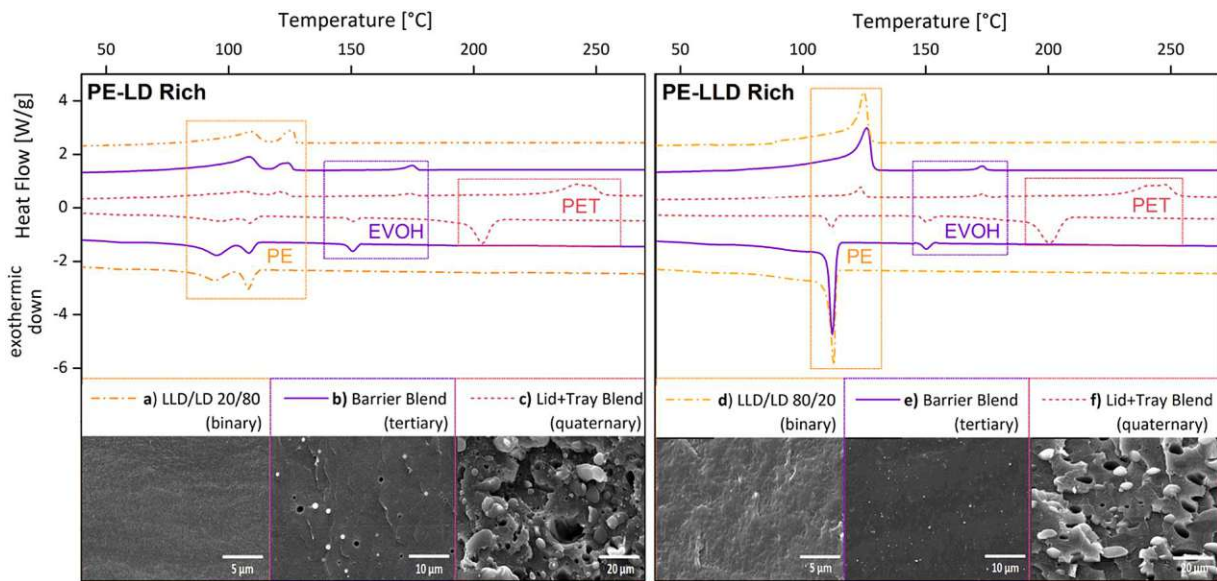 Temperature [°C]
Temperature [°C]
50 100 150 200 250
50 100 150 200 250
Heat Flow [W/g]
exothermic
down
4
2
0
-2
-4
-6
PE-LD Rich
PET
EVOH
PE
PE-LLD Rich
PET
EVOH
PE
a) LLD/LD 20/80
(binary)
b) Barrier Blend
(tertiary)
c) Lid+Tray Blend
(quaternary)
d) LLD/LD 80/20
(binary)
e) Barrier Blend
(tertiary)
f) Lid+Tray Blend
(quaternary)
5 µm
10 µm
20 µm
5 µm
10 µm
20 µm